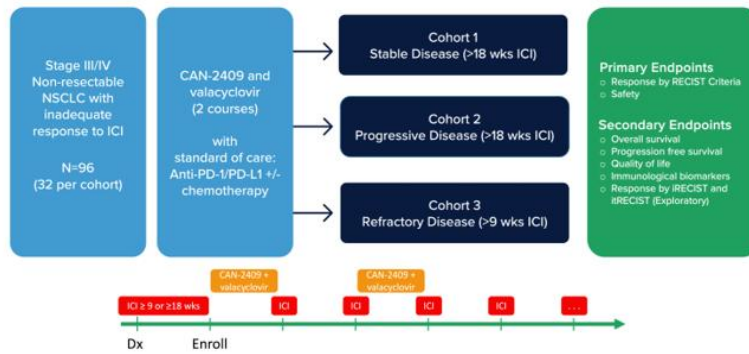 Stage III/IV
Non-resectable
NSCLC with
inadequate
response to ICI
N=96
(32 per cohort)
CAN-2409 and
valacyclovir
(2 courses)
with
standard of care:
Anti-PD-1/PD-L1 +/-
chemotherapy
Cohort 1
Stable Disease (>18 wks ICI)
Cohort 2
Progressive Disease (>18 wks ICI)
Cohort 3
Refractory Disease (>9 wks ICI)
Primary Endpoints
○ Response by RECIST Criteria
○ Safety
Secondary Endpoints
○ Overall survival
○ Progression free survival
○ Quality of life
○ Immunological biomarkers
○ Response by iRECIST and
itRECIST (Exploratory)
CAN-2409 +
valacyclovir
CAN-2409 +
valacyclovir
ICI ≥ 9 or ≥18 wks
ICI
ICI
ICI
ICI
...
Dx
Enroll